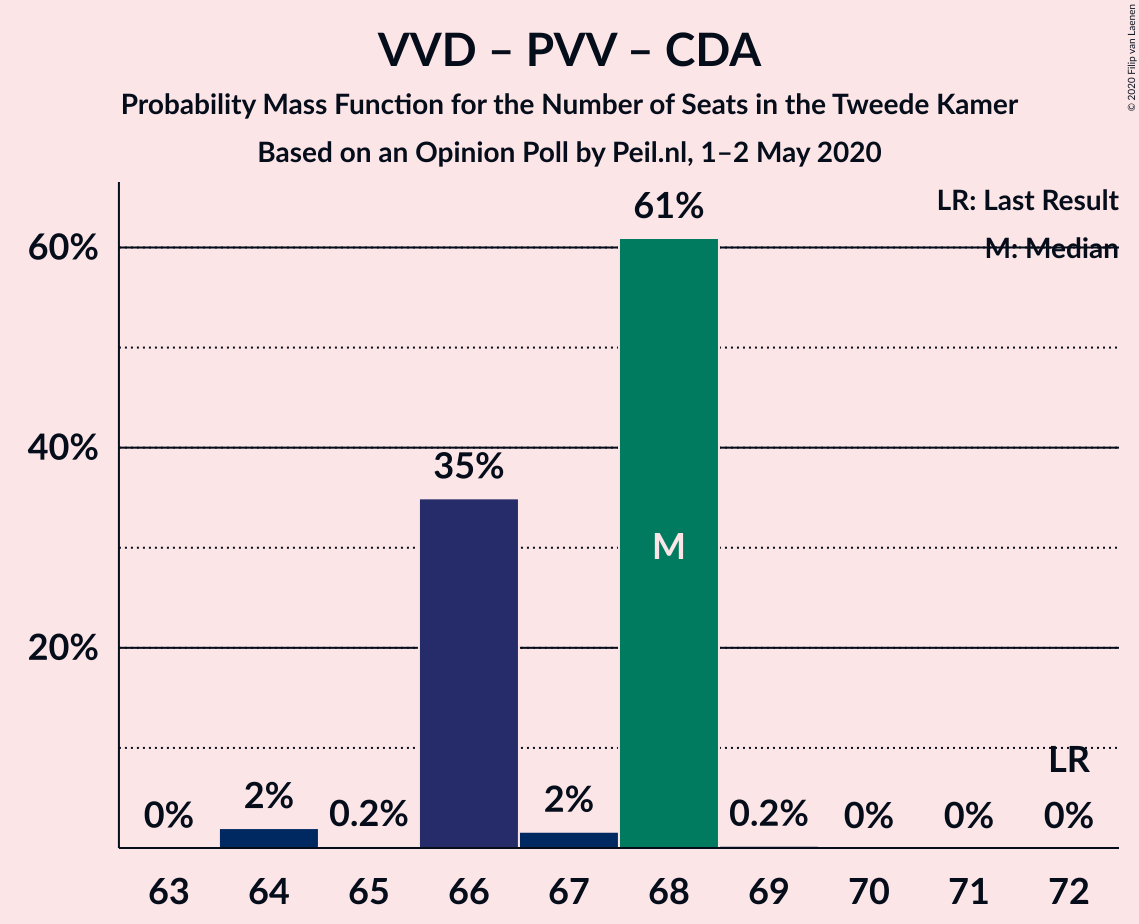 VVD – PVV – CDA
Probability Mass Function for the Number of Seats in the Tweede Kamer
Based on an Opinion Poll by Peil.nl, 1–2 May 2020
© 2020 Filip van Laenen
LR: Last Result
M: Median
60%
40%
20%
0%
2%
0.2%
35%
2%
61%
M
0.2%
0%
0%
LR
0%
63 64 65 66 67 68 69 70 71 72